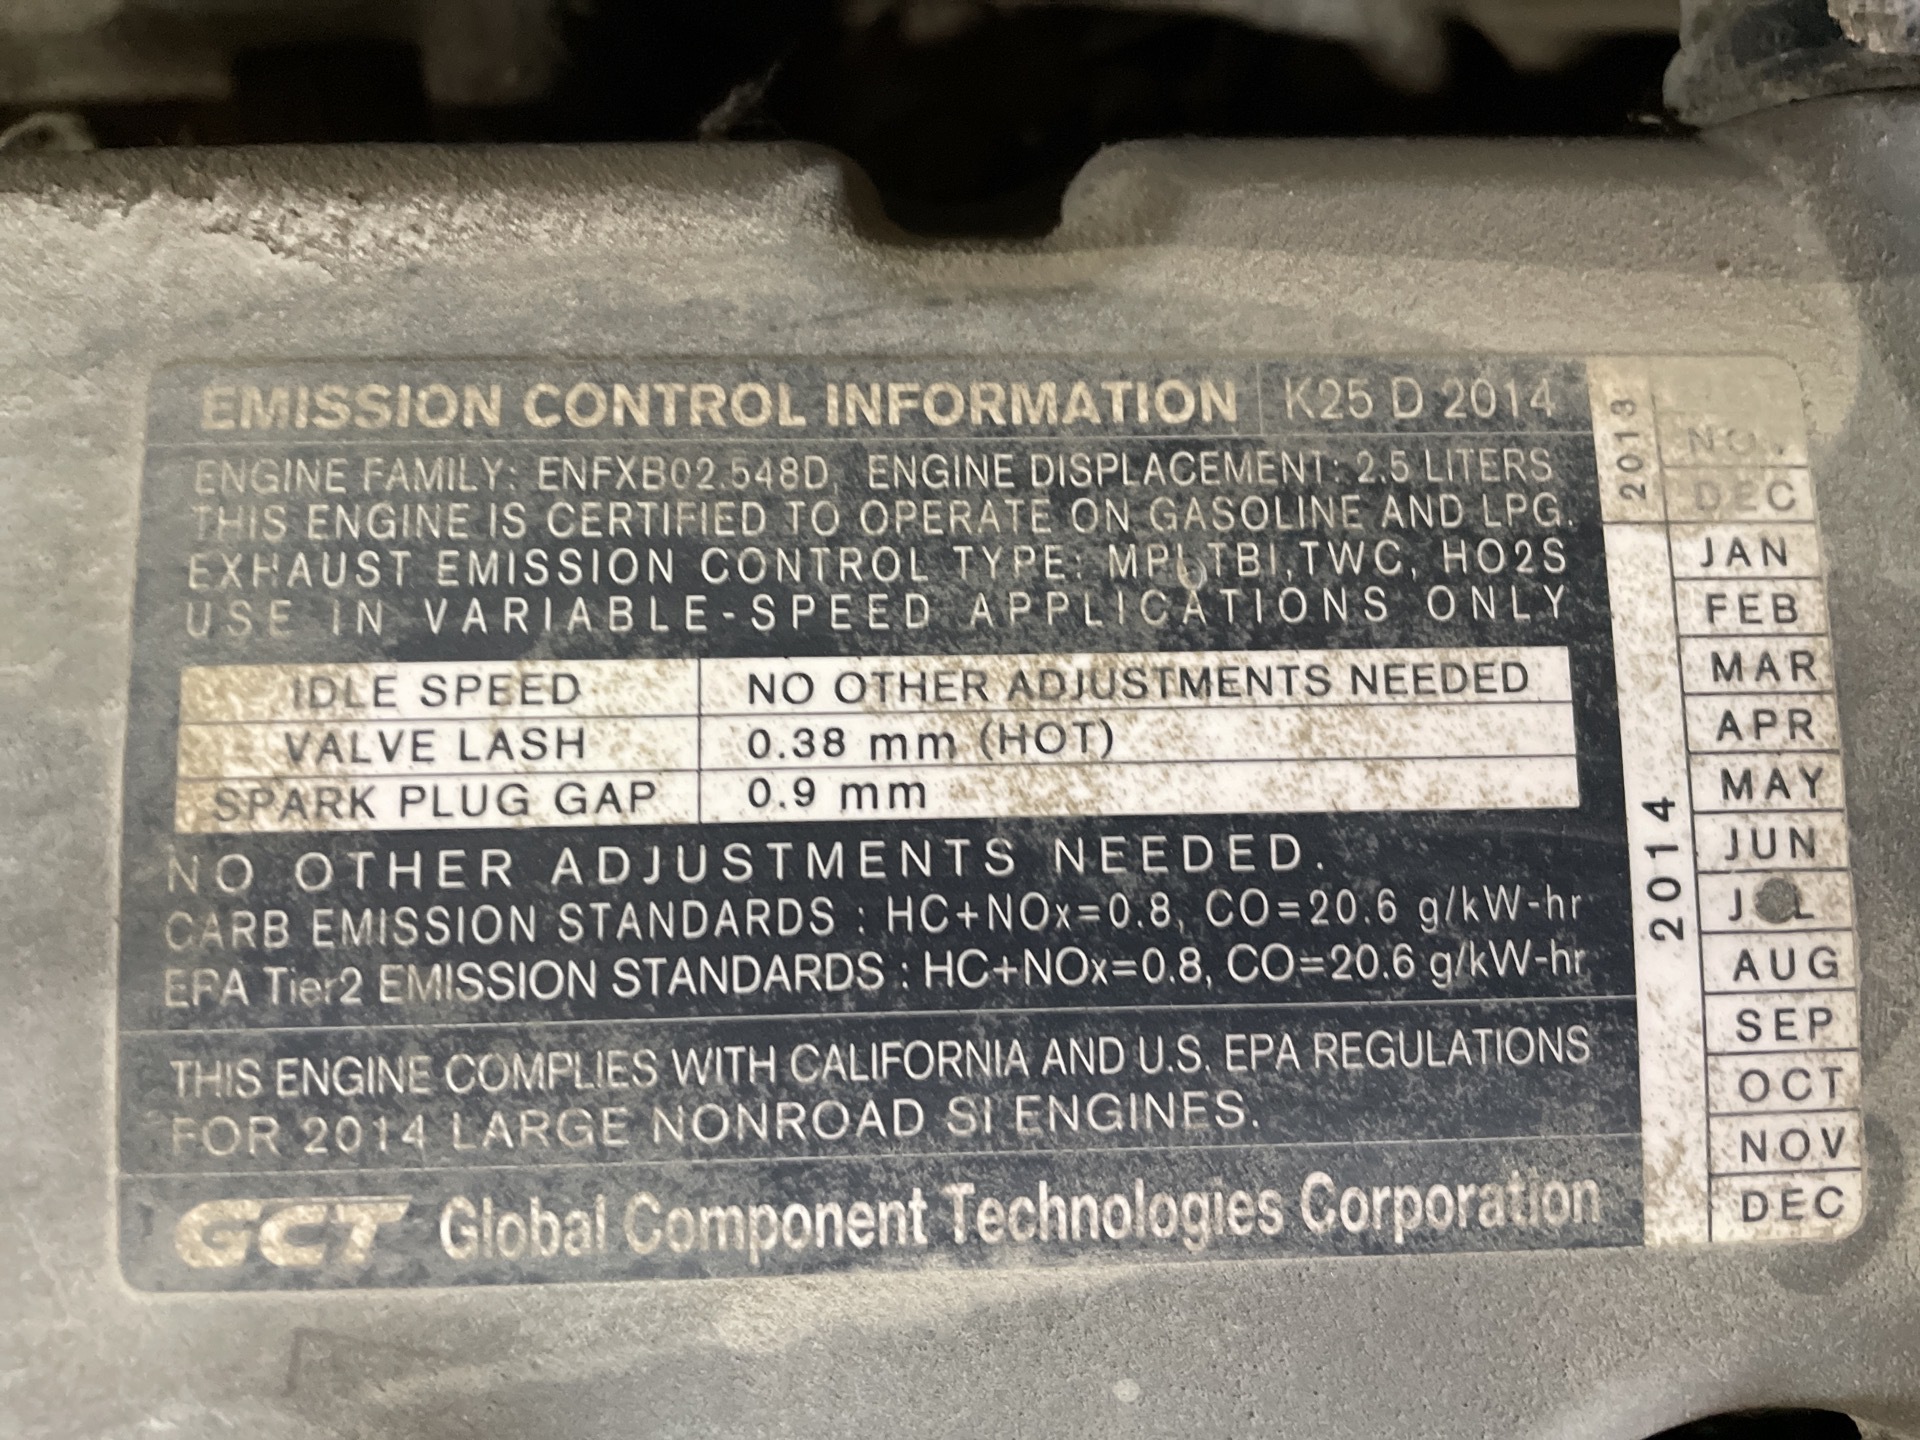 EMISSION CONTROL INFORMATION K25 D 2014
ENGINE FAMILY: ENFXB02.548D, ENGINE DISPLACEMENT: 2.5 LITERS
THIS ENGINE IS CERTIFIED TO OPERATE ON GASOLINE AND LPG.
EXHAUST EMISSION CONTROL TYPE: MPI,TBI,TWC, HO2S
USE IN VARIABLE-SPEED APPLICATIONS ONLY
IDLE SPEED NO OTHER ADJUSTMENTS NEEDED
VALVE LASH 0.38 mm (HOT)
SPARK PLUG GAP 0.9 mm
NO OTHER ADJUSTMENTS NEEDED.
CARB EMISSION STANDARDS : HC+NOx=0.8, CO=20.6 g/kW-hr
EPA Tier2 EMISSION STANDARDS : HC+NOx=0.8, CO=20.6 g/kW-hr
THIS ENGINE COMPLIES WITH CALIFORNIA AND U.S. EPA REGULATIONS
FOR 2014 LARGE NONROAD SI ENGINES.
GCT Global Component Technologies Corporation
2013
NOV
DEC
2014
JAN
FEB
MAR
APR
MAY
JUN
JUL
AUG
SEP
OCT
NOV
DEC